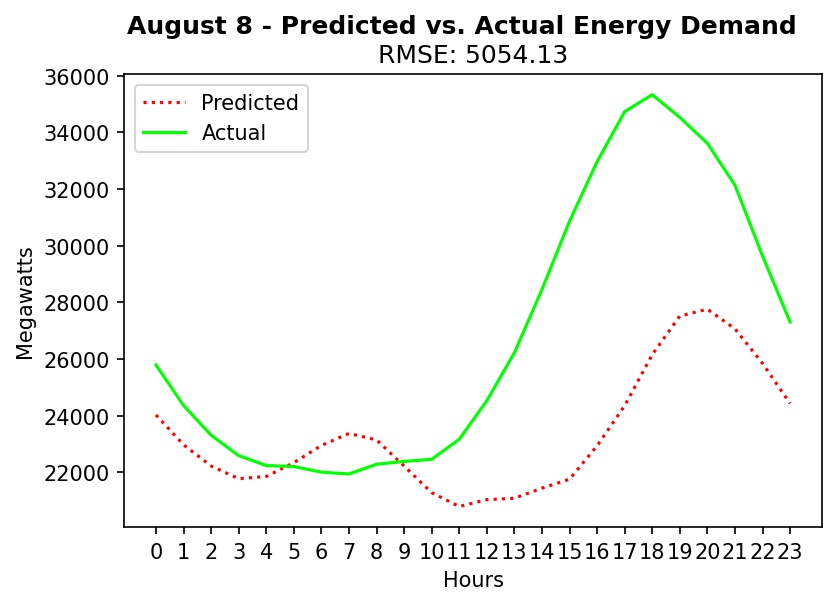 August 8 - Predicted vs. Actual Energy Demand
RMSE: 5054.13
Predicted
Actual
36000
34000
32000
30000
28000
26000
24000
22000
Megawatts
0 1 2 3 4 5 6 7 8 9 10 11 12 13 14 15 16 17 18 19 20 21 22 23
Hours